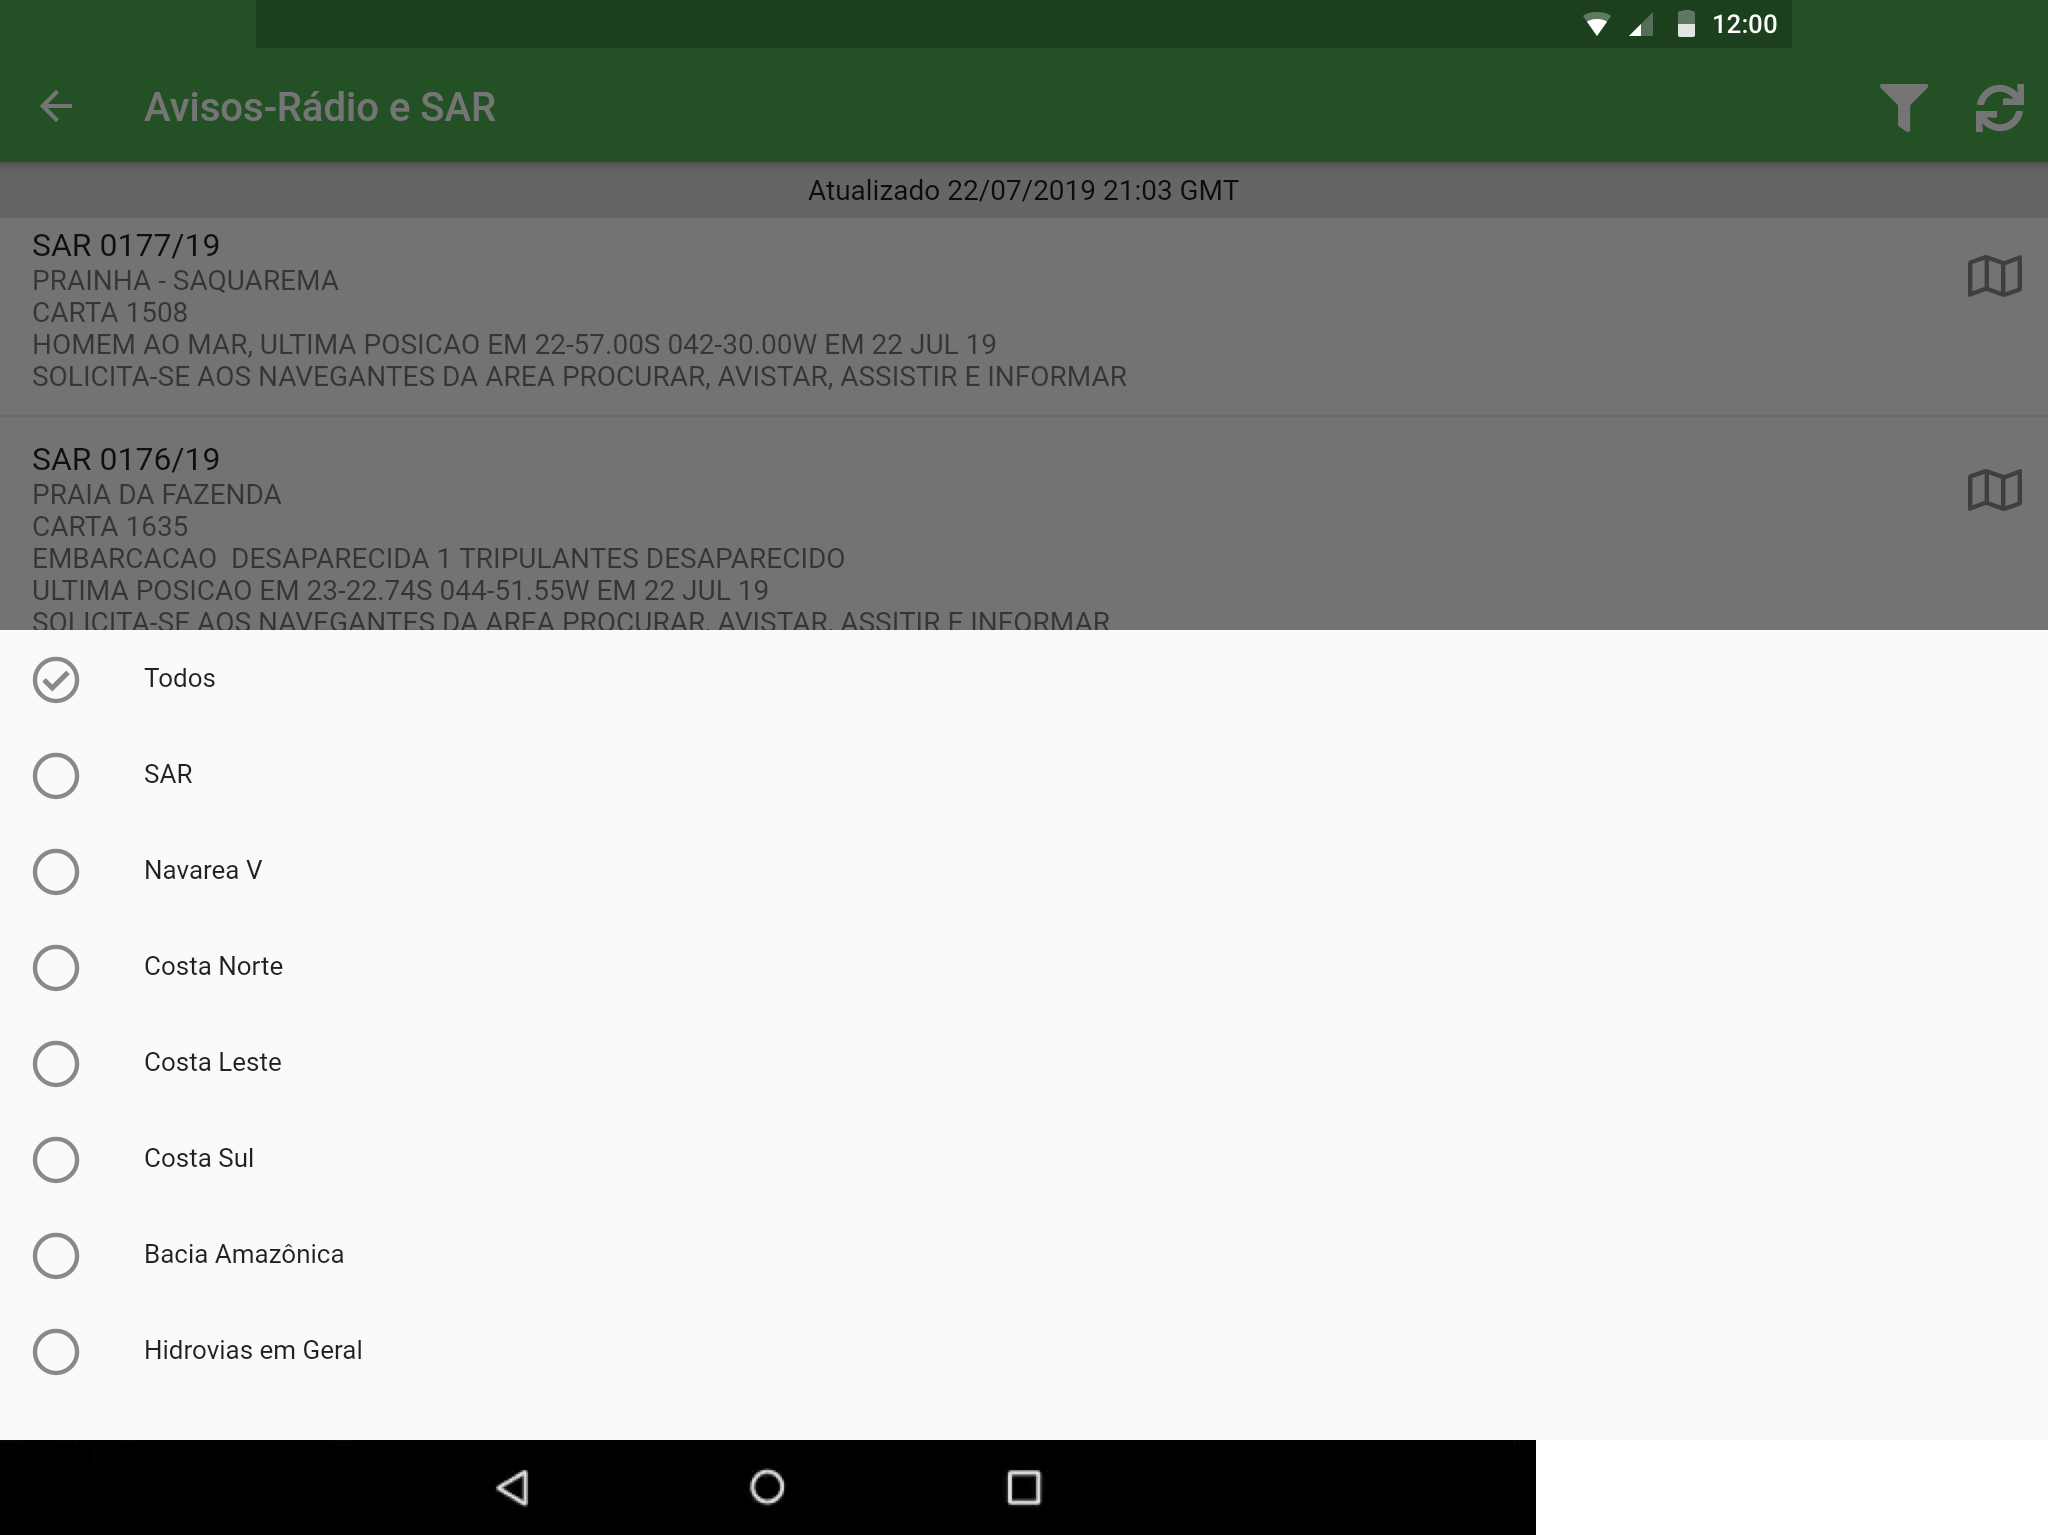 12:00
Avisos-Rádio e SAR
Atualizado 22/07/2019 21:03 GMT
SAR 0177/19
PRAINHA - SAQUAREMA
CARTA 1508
HOMEM AO MAR, ULTIMA POSICAO EM 22-57.00S 042-30.00W EM 22 JUL 19
SOLICITA-SE AOS NAVEGANTES DA AREA PROCURAR, AVISTAR, ASSISTIR E INFORMAR
SAR 0176/19
PRAIA DA FAZENDA
CARTA 1635
EMBARCACAO  DESAPARECIDA 1 TRIPULANTES DESAPARECIDO
ULTIMA POSICAO EM 23-22.74S 044-51.55W EM 22 JUL 19
SOLICITA-SE AOS NAVEGANTES DA AREA PROCURAR, AVISTAR, ASSITIR E INFORMAR
Todos
SAR
Navarea V
Costa Norte
Costa Leste
Costa Sul
Bacia Amazônica
Hidrovias em Geral